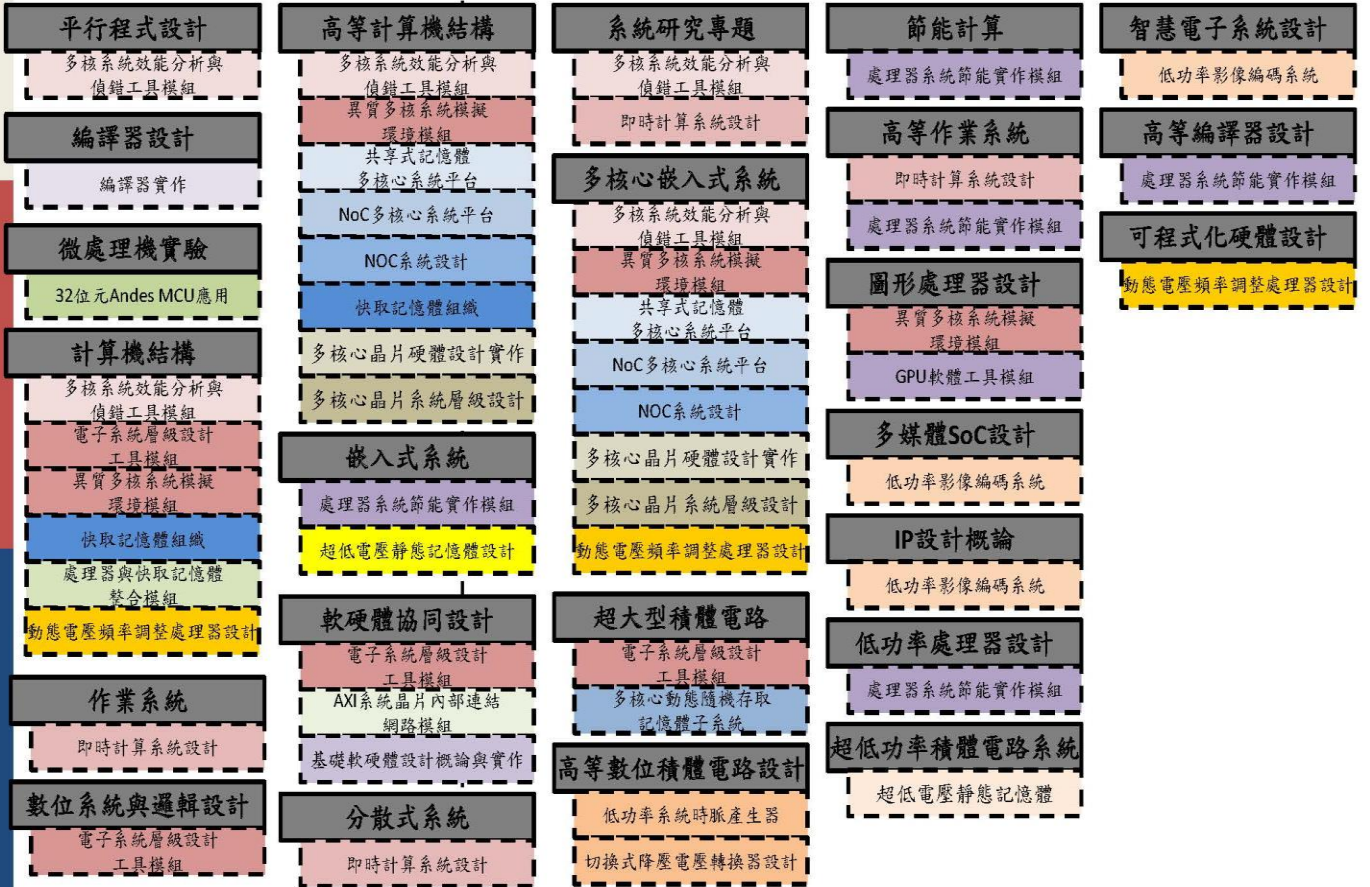 平行程式設計
多核系統效能分析與
偵錯工具模組
編譯器設計
編譯器實作
微處理機實驗
32位元Andes MCU應用
計算機結構
多核系統效能分析與
偵錯工具模組
電子系統層級設計
工具模組
異質多核系統模擬
環境模組
快取記憶體組織
處理器與快取記憶體
整合模組
動態電壓頻率調整處理器設計
作業系統
即時計算系統設計
數位系統與邏輯設計
電子系統層級設計
工具模組
高等計算機結構
多核系統效能分析與
偵錯工具模組
異質多核系統模擬
環境模組
共享式記憶體
多核心系統平台
NoC多核心系統平台
NOC系統設計
快取記憶體組織
多核心晶片硬體設計實作
多核心晶片系統層級設計
嵌入式系統
處理器系統節能實作模組
超低電壓靜態記憶體設計
軟硬體協同設計
電子系統層級設計
工具模組
AXI系統晶片內部連結
網路模組
基礎軟硬體設計概論與實作
分散式系統
即時計算系統設計
系統研究專題
多核系統效能分析與
偵錯工具模組
即時計算系統設計
多核心嵌入式系統
多核系統效能分析與
偵錯工具模組
異質多核系統模擬
環境模組
共享式記憶體
多核心系統平台
NoC多核心系統平台
NOC系統設計
多核心晶片硬體設計實作
多核心晶片系統層級設計
動態電壓頻率調整處理器設計
超大型積體電路
電子系統層級設計
工具模組
多核心動態隨機存取
記憶體子系統
高等數位積體電路設計
低功率系統時脈產生器
切換式降壓電壓轉換器設計
節能計算
處理器系統節能實作模組
高等作業系統
即時計算系統設計
處理器系統節能實作模組
圖形處理器設計
異質多核系統模擬
環境模組
GPU軟體工具模組
多媒體SoC設計
低功率影像編碼系統
IP設計概論
低功率影像編碼系統
低功率處理器設計
處理器系統節能實作模組
超低功率積體電路系統
超低電壓靜態記憶體
智慧電子系統設計
低功率影像編碼系統
高等編譯器設計
處理器系統節能實作模組
可程式化硬體設計
動態電壓頻率調整處理器設計